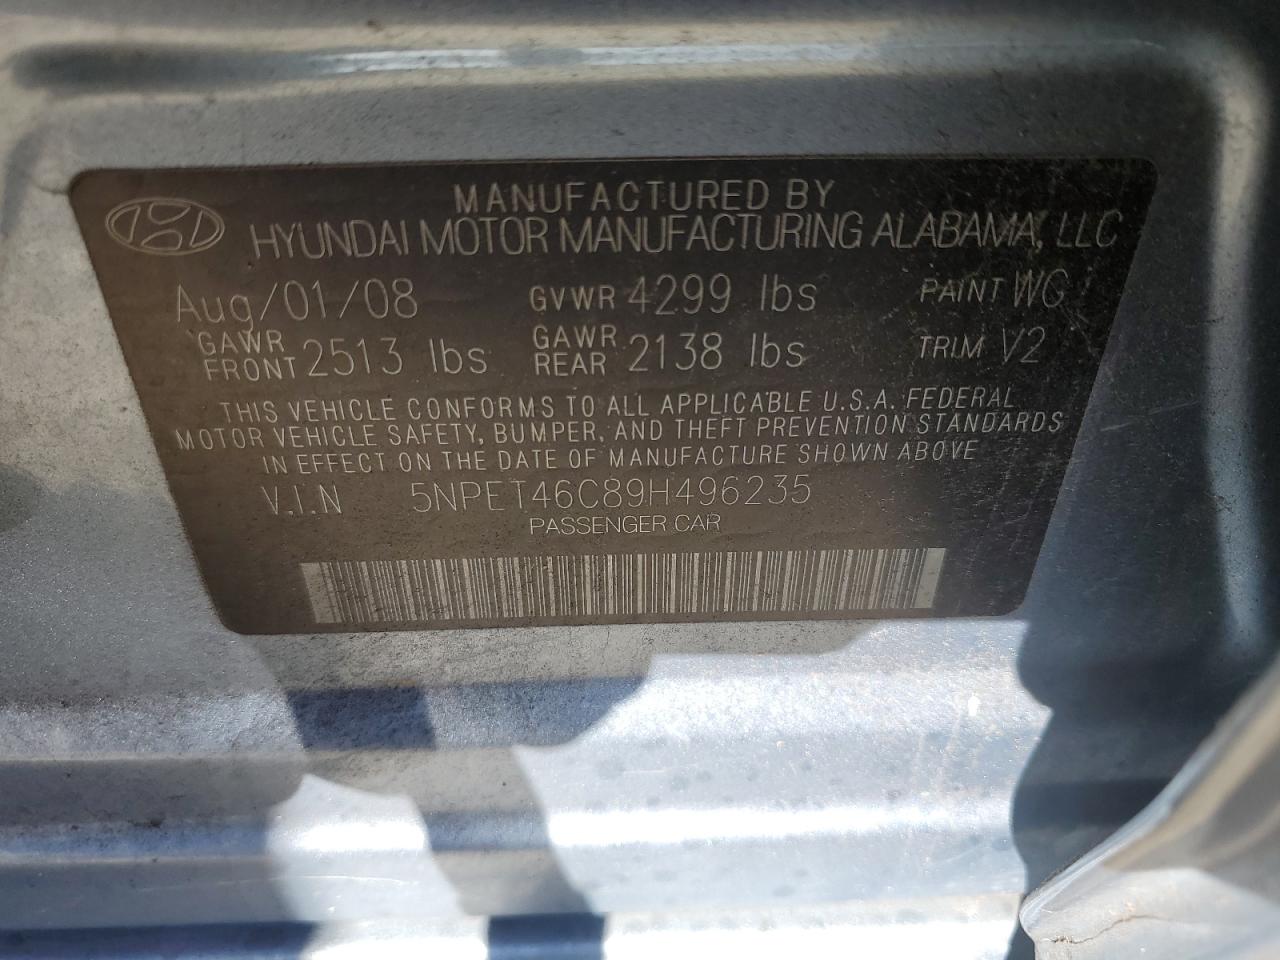 MANUFACTURED BY
HYUNDAI MOTOR MANUFACTURING ALABAMA, LLC
Aug/01/08 GVWR 4299 lbs PAINT WG
GAWR FRONT 2513 lbs GAWR REAR 2138 lbs TRIM V2
THIS VEHICLE CONFORMS TO ALL APPLICABLE U.S.A. FEDERAL
MOTOR VEHICLE SAFETY, BUMPER, AND THEFT PREVENTION STANDARDS
IN EFFECT ON THE DATE OF MANUFACTURE SHOWN ABOVE
V.I.N 5NPET46C89H496235
PASSENGER CAR